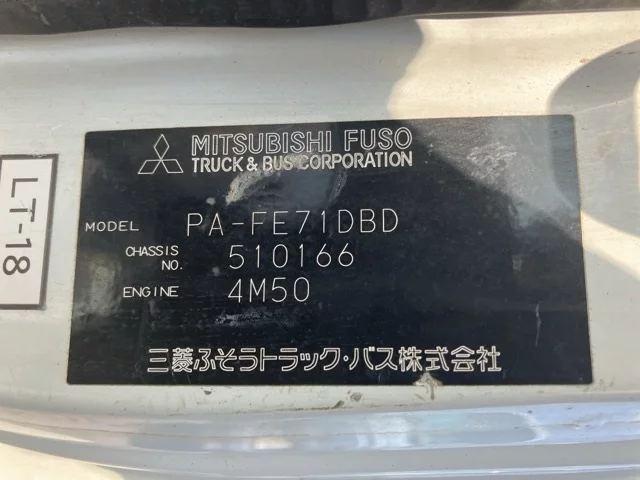 MITSUBISHI FUSO
TRUCK & BUS CORPORATION
MODEL PA-FE71DBD
CHASSIS NO. 510166
ENGINE 4M50
三菱ふそうトラック・バス株式会社
LT-18